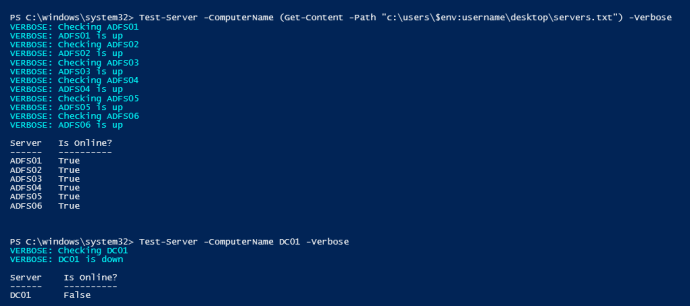 PS C:\windows\system32> Test-Server -ComputerName (Get-Content -Path "c:\users\$env:username\desktop\servers.txt") -Verbose
VERBOSE: Checking ADFS01
VERBOSE: ADFS01 is up
VERBOSE: Checking ADFS02
VERBOSE: ADFS02 is up
VERBOSE: Checking ADFS03
VERBOSE: ADFS03 is up
VERBOSE: Checking ADFS04
VERBOSE: ADFS04 is up
VERBOSE: Checking ADFS05
VERBOSE: ADFS05 is up
VERBOSE: Checking ADFS06
VERBOSE: ADFS06 is up
Server Is Online?
------ ----------
ADFS01 True
ADFS02 True
ADFS03 True
ADFS04 True
ADFS05 True
ADFS06 True
PS C:\windows\system32> Test-Server -ComputerName DC01 -Verbose
VERBOSE: Checking DC01
VERBOSE: DC01 is down
Server Is Online?
------ ----------
DC01 False